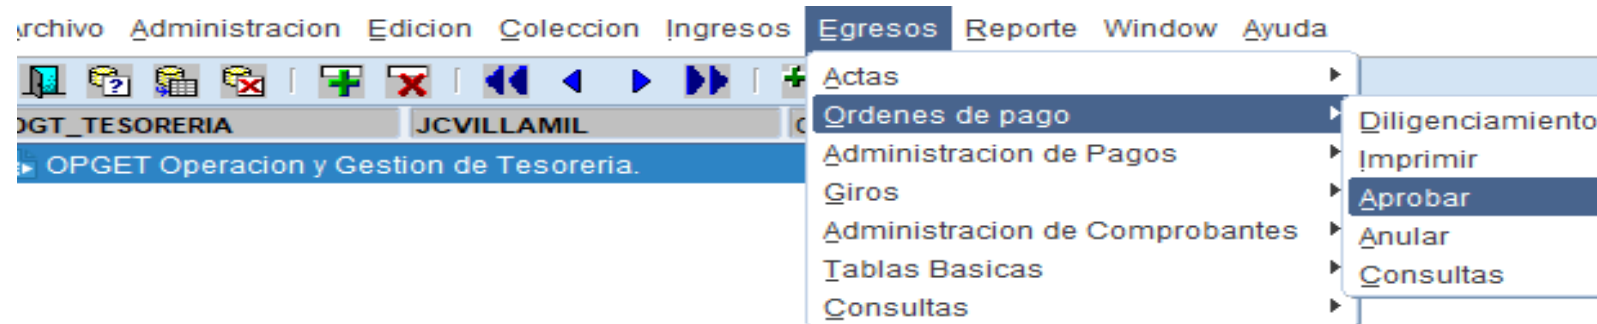 Archivo Administracion Edicion Coleccion Ingresos Egresos Reporte Window Ayuda
OGT_TESORERIA JCVILLAMIL
OPGET Operacion y Gestion de Tesoreria.
Actas
Ordenes de pago
Administracion de Pagos
Giros
Administracion de Comprobantes
Tablas Basicas
Consultas
Diligenciamiento
Imprimir
Aprobar
Anular
Consultas